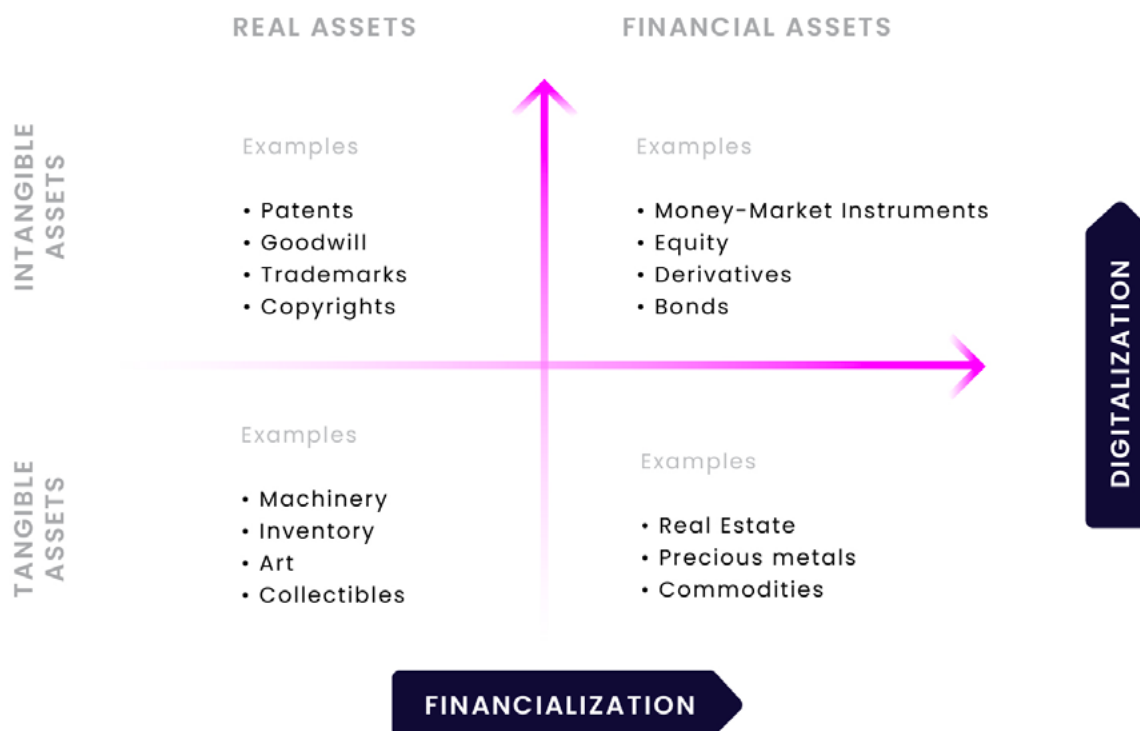 REAL ASSETS
FINANCIAL ASSETS
INTANGIBLE
ASSETS
Examples
• Patents
• Goodwill
• Trademarks
• Copyrights
Examples
• Money-Market Instruments
• Equity
• Derivatives
• Bonds
DIGITALIZATION
TANGIBLE
ASSETS
Examples
• Machinery
• Inventory
• Art
• Collectibles
Examples
• Real Estate
• Precious metals
• Commodities
FINANCIALIZATION